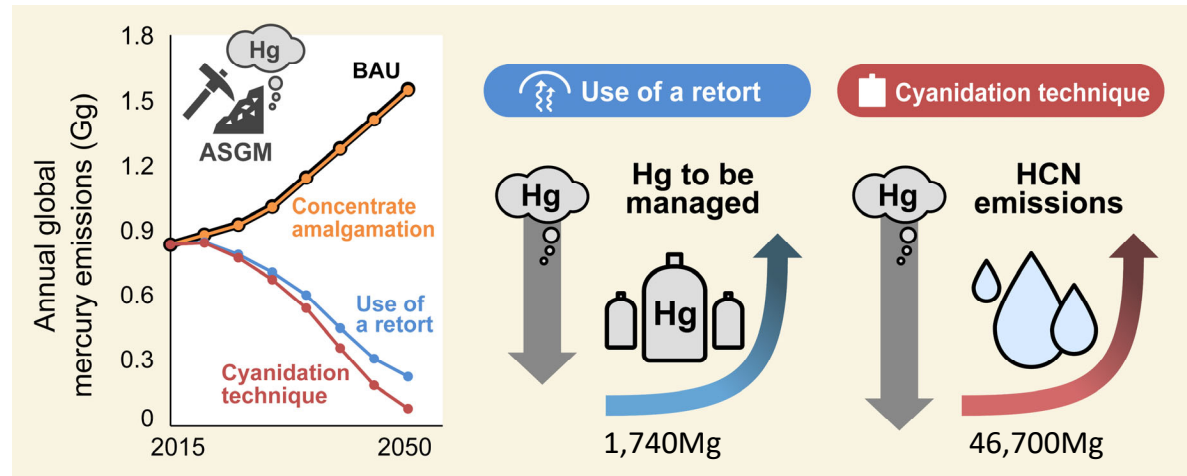 Annual global
mercury emissions (Gg)
1.8
1.5
1.2
0.9
0.6
0.3
0
2015
2050
Hg
ASGM
BAU
Concentrate
amalgamation
Use of
a retort
Cyanidation
technique
Use of a retort
Hg
Hg to be
managed
Hg
1,740Mg
Cyanidation technique
Hg
HCN
emissions
46,700Mg